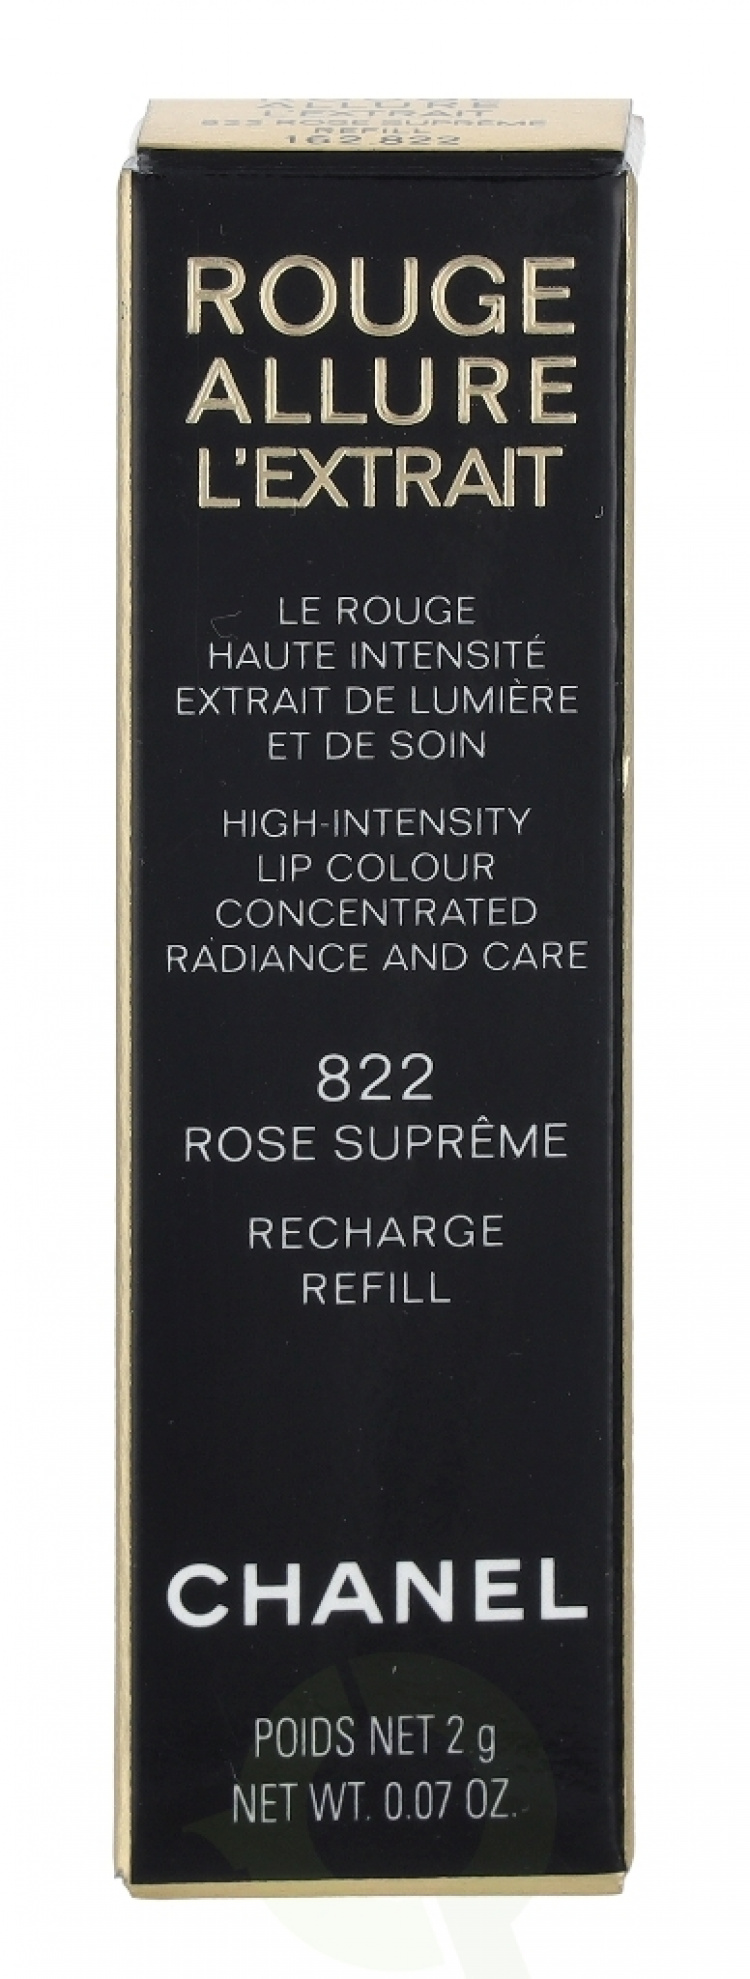 ALLURE
L'EXTRAIT
822 ROSE SUPRÊME
REFILL
162.822
ROUGE
ALLURE
L'EXTRAIT
LE ROUGE
HAUTE INTENSITÉ
EXTRAIT DE LUMIÈRE
ET DE SOIN
HIGH-INTENSITY
LIP COLOUR
CONCENTRATED
RADIANCE AND CARE
822
ROSE SUPRÊME
RECHARGE
REFILL
CHANEL
POIDS NET 2 g
NET WT. 0.07 OZ.